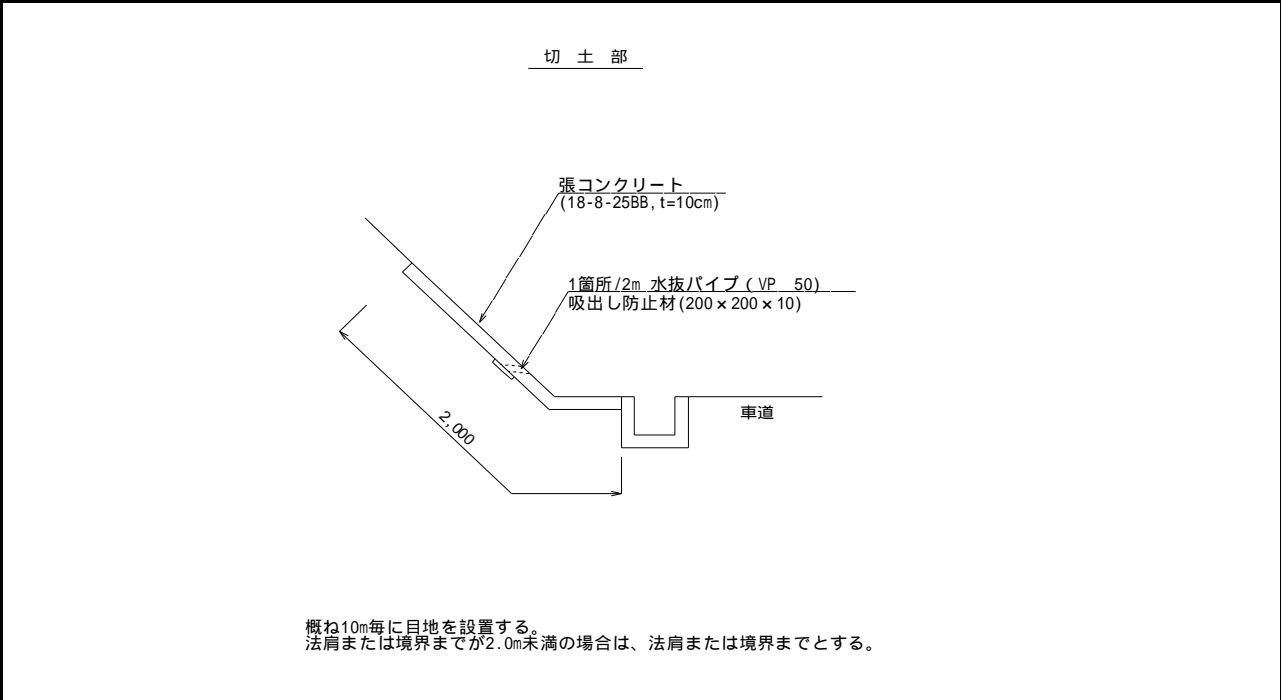 切 土 部
張コンクリート
(18-8-25BB,t=10cm)
1箇所/2m 水抜パイプ( VP 50)
吸出し防止材(200×200×10)
車道
2,000
概ね10m毎に目地を設置する。
法肩または境界までが2.0m未満の場合は、法肩または境界までとする。